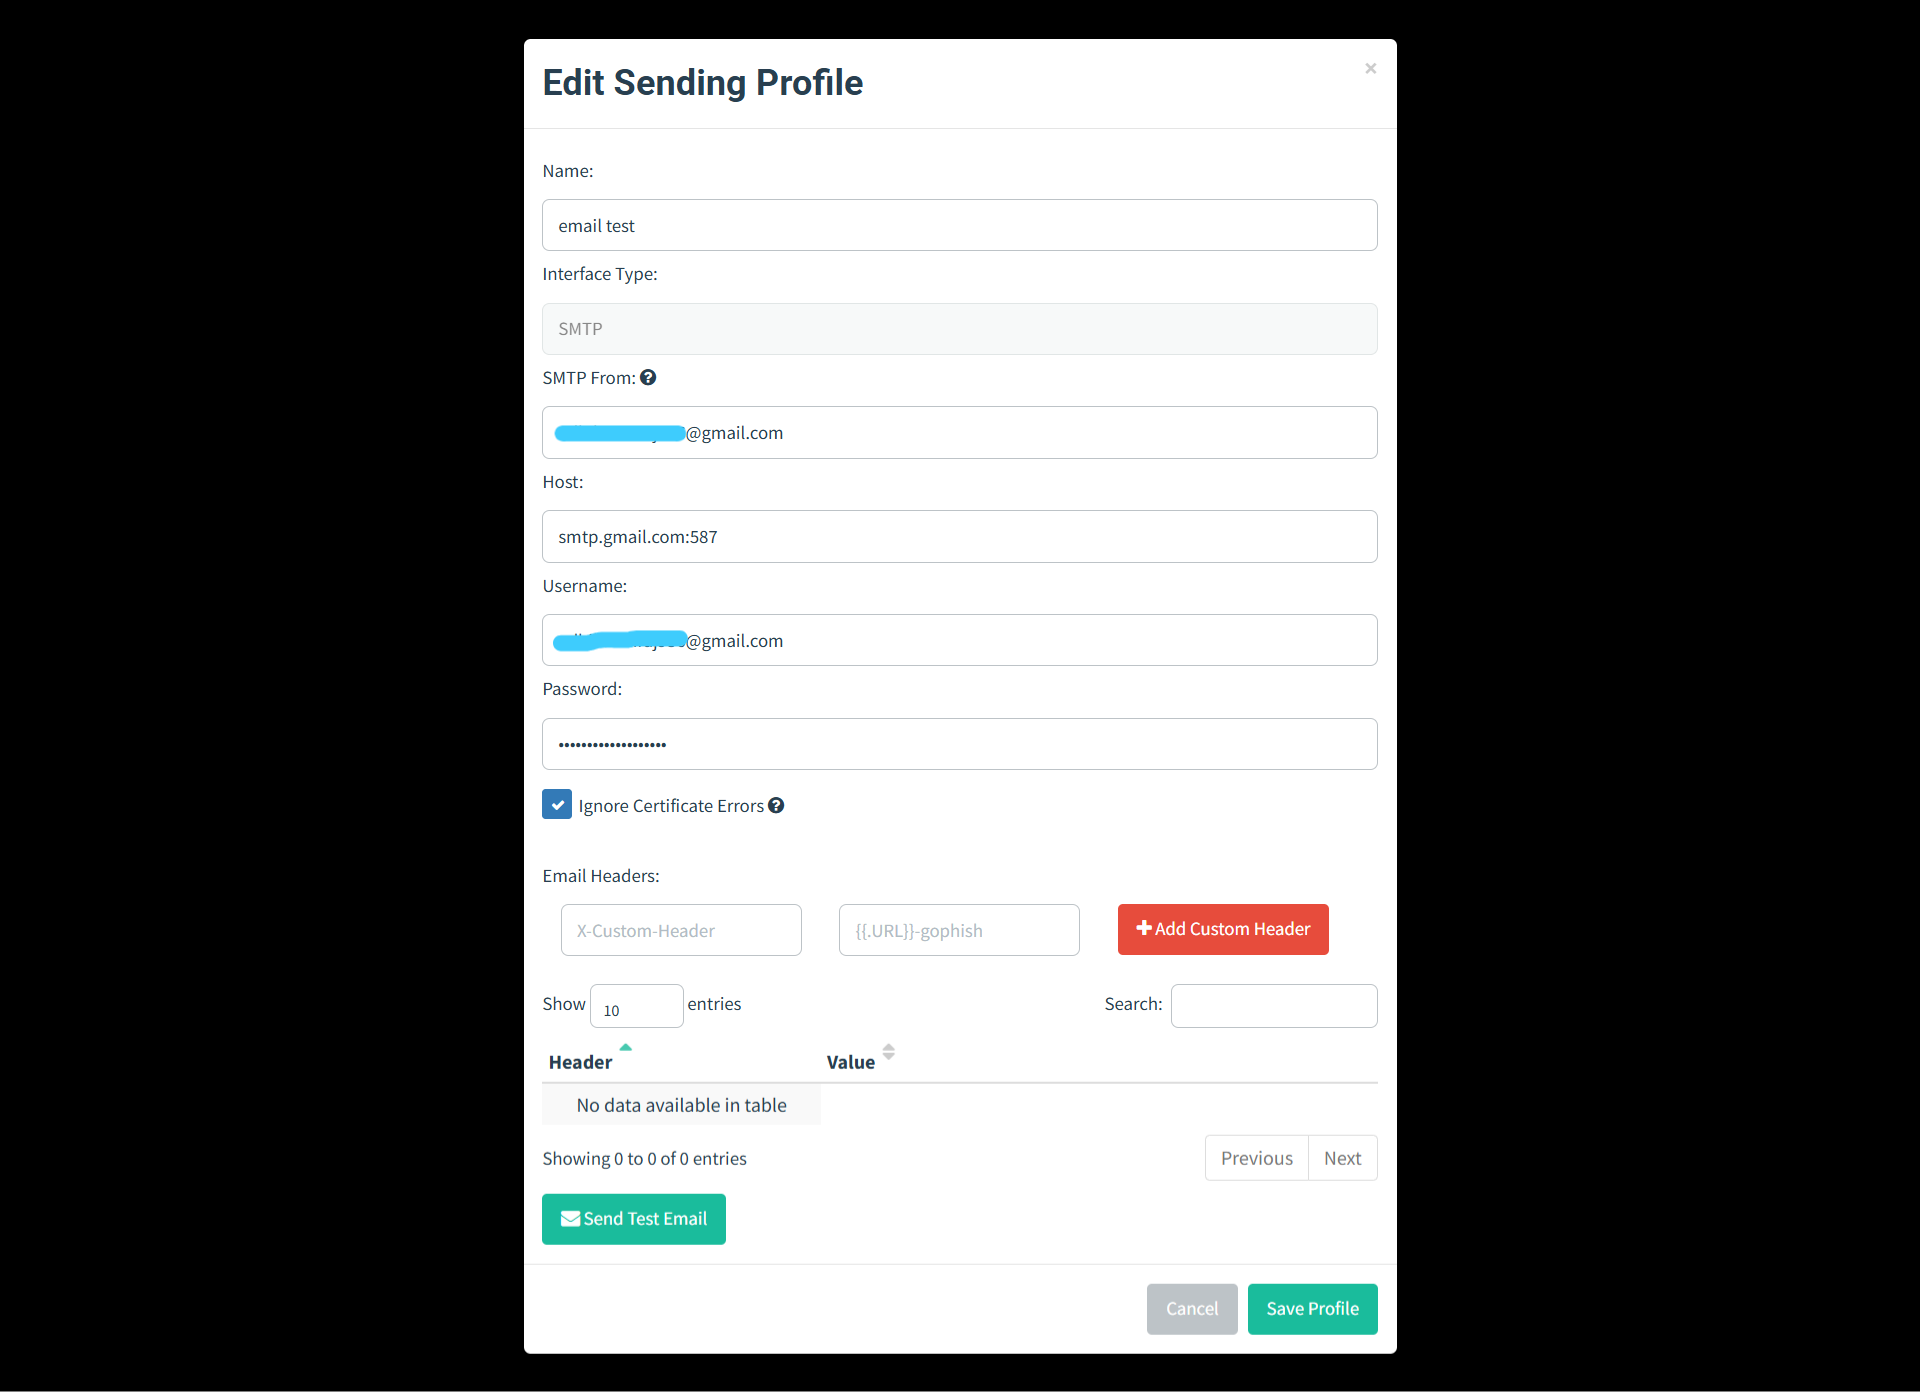 Edit Sending Profile
×
Name:
email test
Interface Type:
SMTP
SMTP From:
@gmail.com
Host:
smtp.gmail.com:587
Username:
@gmail.com
Password:
•••••••••••••••••••
Ignore Certificate Errors
Email Headers:
X-Custom-Header {{.URL}}-gophish Add Custom Header
Show 10 entries Search:
Header Value
No data available in table
Showing 0 to 0 of 0 entries Previous Next
Send Test Email
Cancel Save Profile